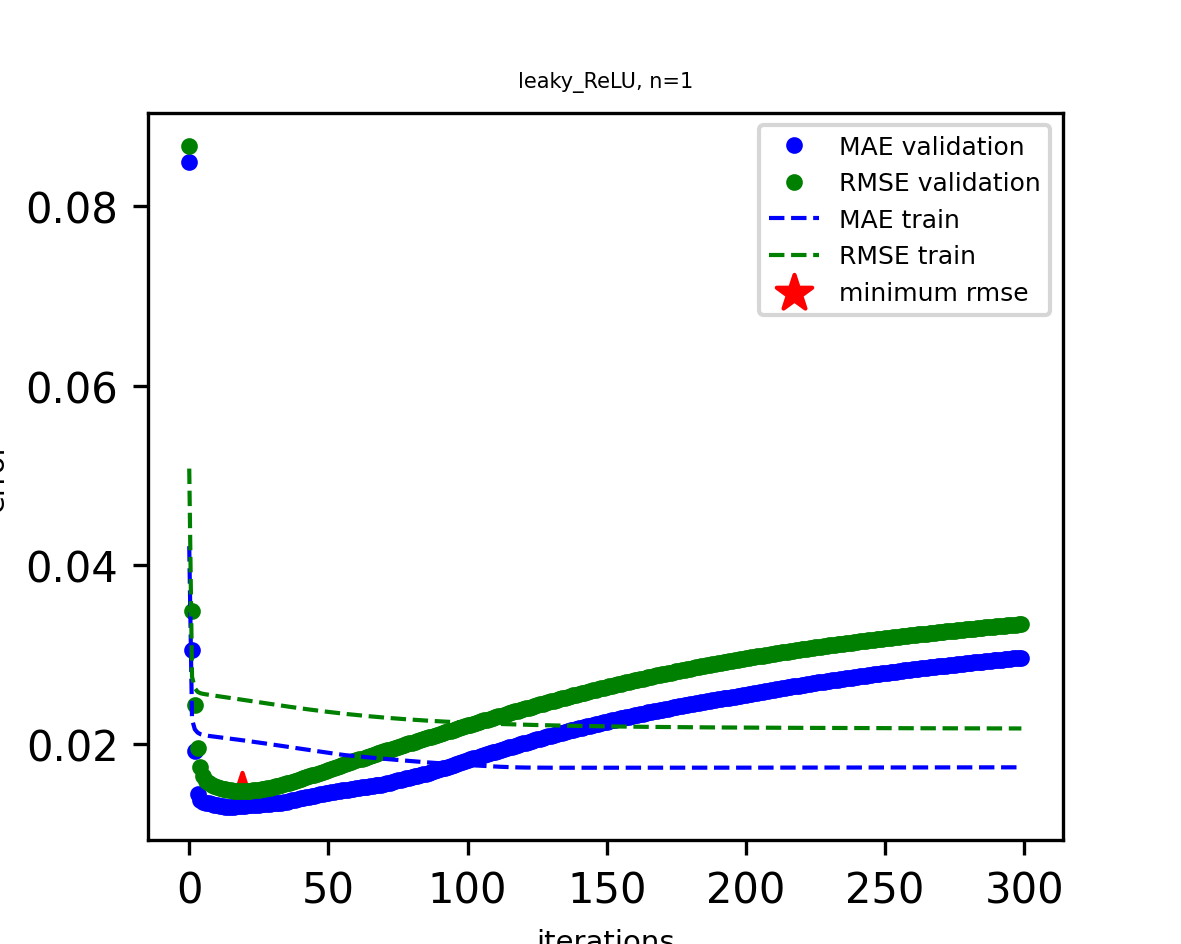 leaky_ReLU, n=1
MAE validation
RMSE validation
MAE train
RMSE train
minimum rmse
0.08
0.06
0.04
0.02
0 50 100 150 200 250 300
iterations